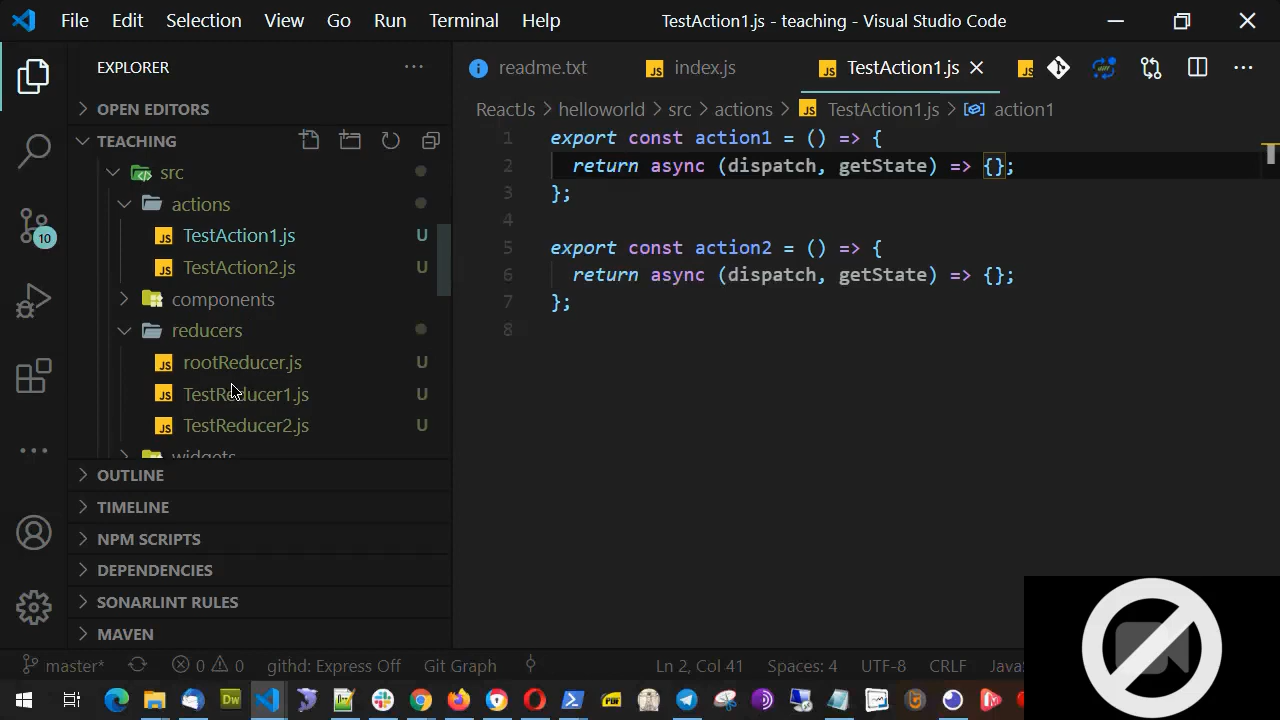 File Edit Selection View Go Run Terminal Help
TestAction1.js - teaching - Visual Studio Code
EXPLORER
readme.txt
index.js
TestAction1.js
OPEN EDITORS
ReactJs > helloworld > src > actions > TestAction1.js > action1
TEACHING
src
actions
TestAction1.js U
TestAction2.js U
components
reducers
rootReducer.js U
TestReducer1.js U
TestReducer2.js U
widgets
10
OUTLINE
TIMELINE
NPM SCRIPTS
DEPENDENCIES
SONARLINT RULES
MAVEN
1 export const action1 = () => {
2 return async (dispatch, getState) => {};
3 };
4
5 export const action2 = () => {
6 return async (dispatch, getState) => {};
7 };
8
master* 0 0 githd: Express Off Git Graph Ln 2, Col 41 Spaces: 4 UTF-8 CRLF